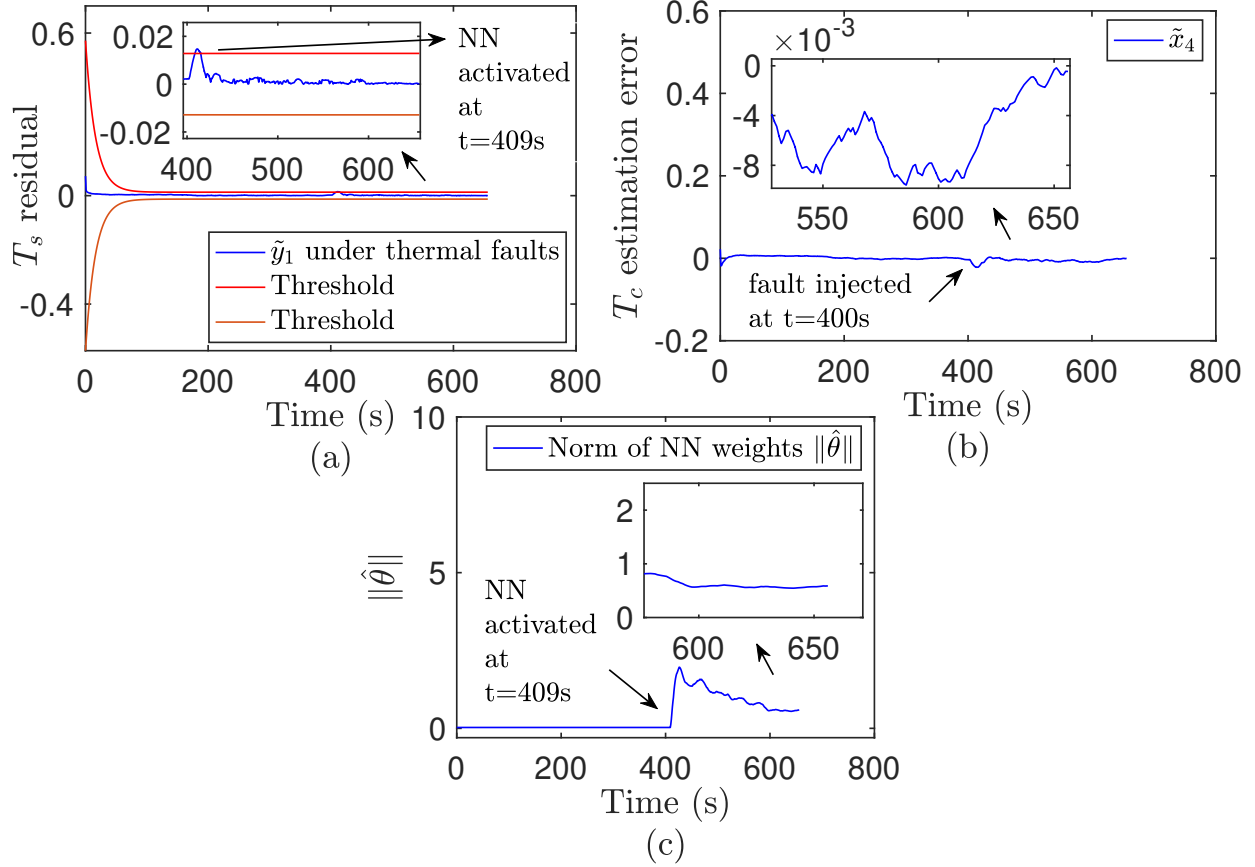 0.6
0
-0.4
T_s residual
0.02
0
-0.02
400 500 600
NN
activated
at
t=409s
ỹ₁ under thermal faults
Threshold
Threshold
0 200 400 600 800
Time (s)
(a)
0.6
0.4
0.2
0
-0.2
T_c estimation error
x̃₄
×10⁻³
0
-4
-8
550 600 650
fault injected
at t=400s
0 200 400 600 800
Time (s)
(b)
10
5
0
‖θ̂‖
Norm of NN weights ‖θ̂‖
2
1
0
600 650
NN
activated
at
t=409s
0 200 400 600 800
Time (s)
(c)